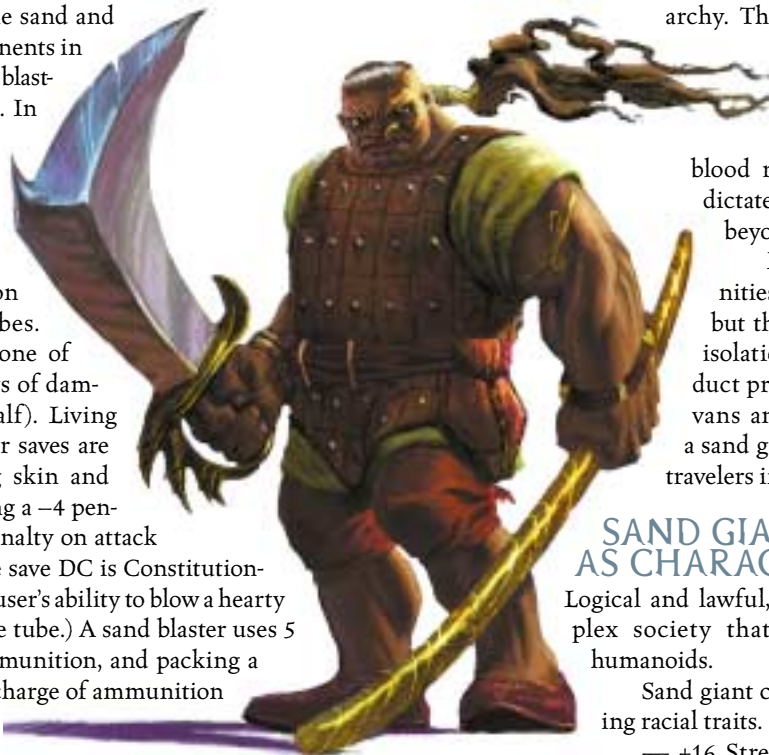 e sand and
nents in
blast-
. In
on
bes.
one of
s of dam-
alf). Living
r saves are
g skin and
ng a –4 pen-
nalty on attack
e save DC is Constitution-
user's ability to blow a hearty
e tube.) A sand blaster uses 5
munition, and packing a
charge of ammunition
archy. Th
blood r
dictate
beyo
nities
but th
isolatio
duct pr
vans an
a sand g
travelers i
SAND GIA
AS CHARAC
Logical and lawful,
plex society that
humanoids.
Sand giant c
ing racial traits.
— +16 Stre